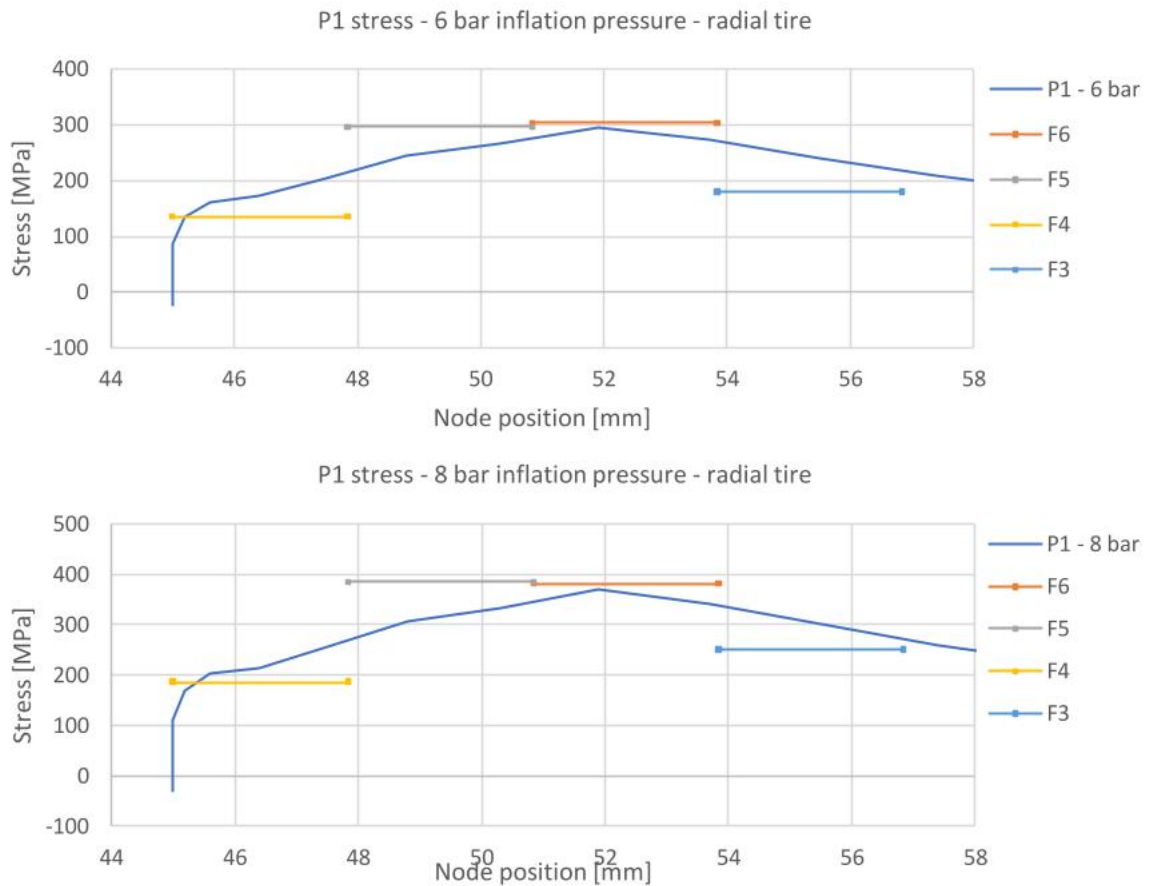 P1 stress - 6 bar inflation pressure - radial tire
400
300
200
100
0
-100
Stress [MPa]
44 46 48 50 52 54 56 58
Node position [mm]
P1 - 6 bar
F6
F5
F4
F3
P1 stress - 8 bar inflation pressure - radial tire
500
400
300
200
100
0
-100
Stress [MPa]
44 46 48 50 52 54 56 58
Node position [mm]
P1 - 8 bar
F6
F5
F4
F3